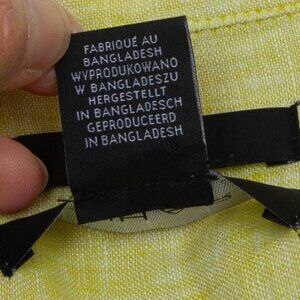 FABRIQUÉ AU
BANGLADESH
WYPRODUKOWANO
W BANGLADESZU
HERGESTELLT
IN BANGLADESCH
GEPRODUCEERD
IN BANGLADESH